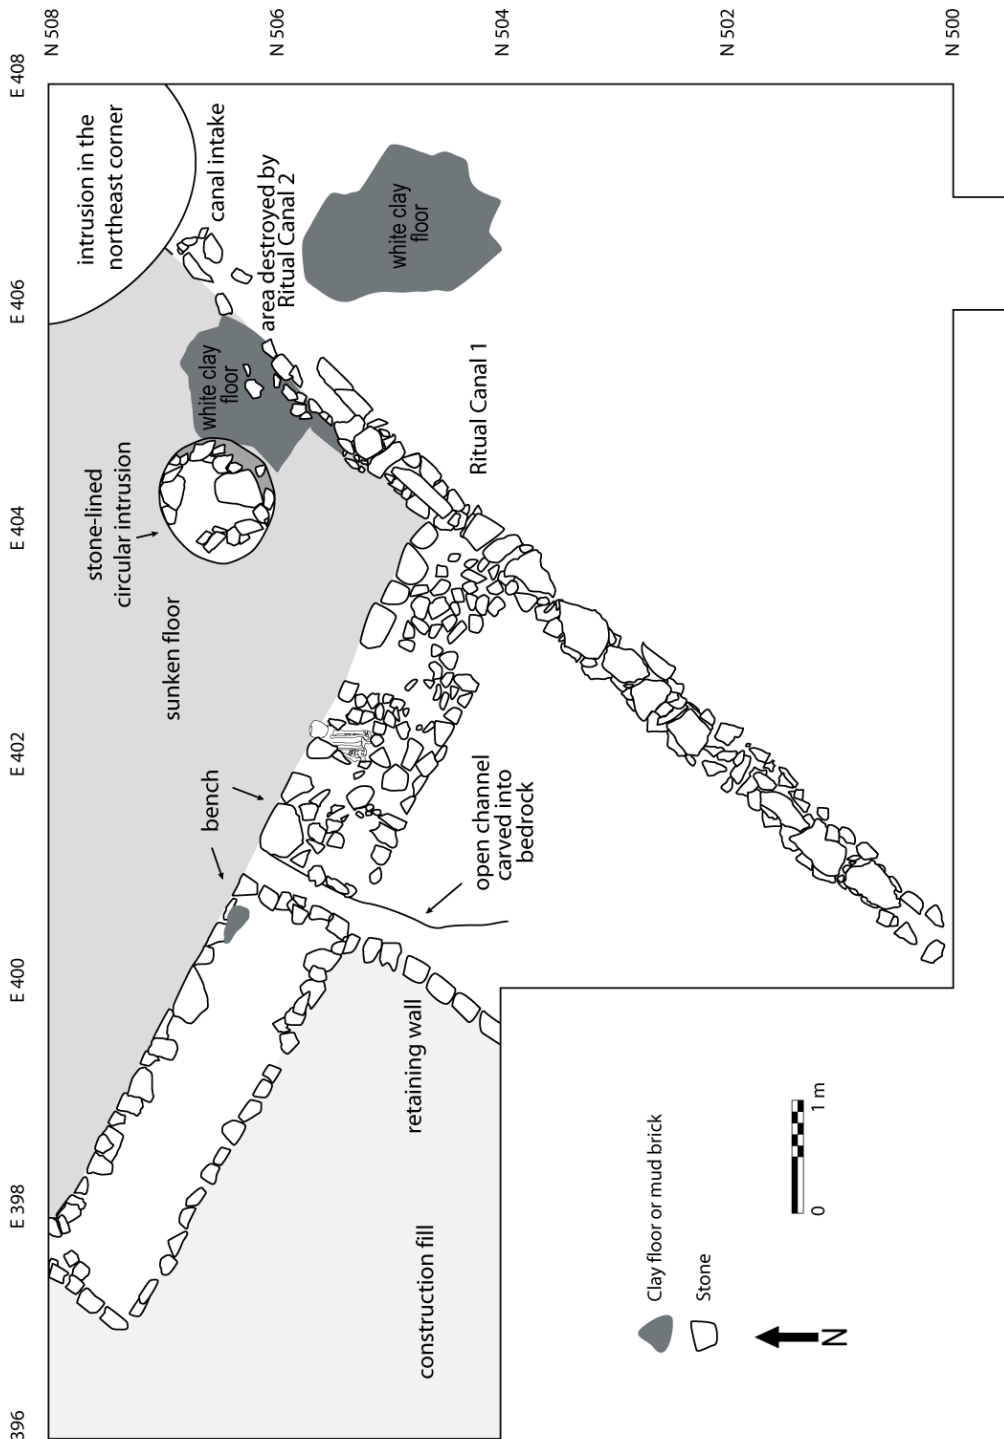 N 508
N 506
N 504
N 502
N 500
E 408
E 406
E 404
E 402
E 400
E 398
396
intrusion in the
northeast corner
canal intake
area destroyed by
Ritual Canal 2
white clay
floor
white clay
floor
Ritual Canal 1
stone-lined
circular intrusion
sunken floor
bench
open channel
carved into
bedrock
retaining wall
construction fill
Clay floor or mud brick
Stone
0
1 m
N